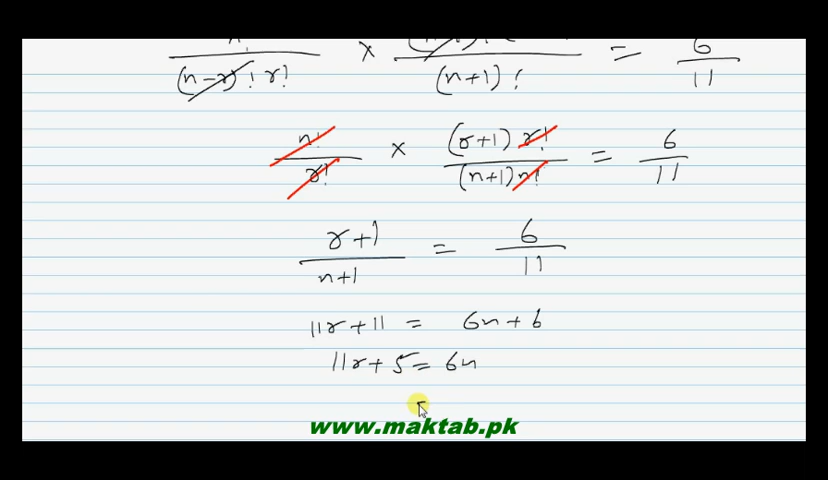 (n-r)! r! × (n+1)! = 6/11
n!/r! × (r+1) r!/(n+1) n! = 6/11
r+1/n+1 = 6/11
11r+11 = 6n+6
11r+5=6n
www.maktab.pk